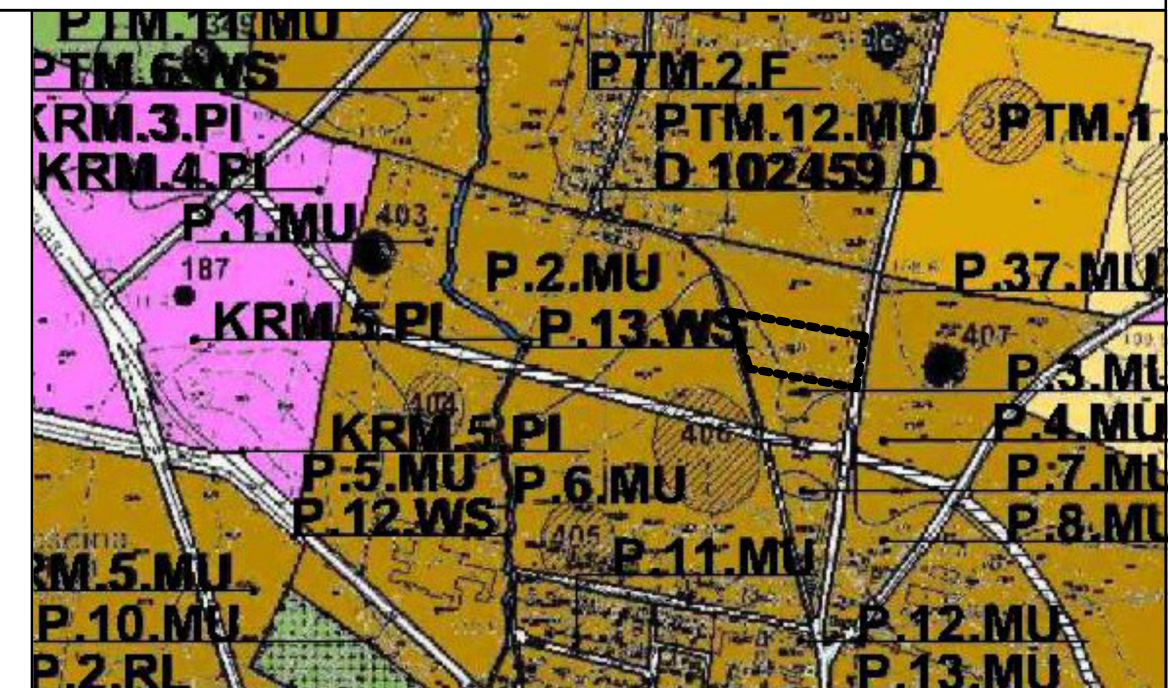 PTM.11.MU
349
PTM.6.WS
PTM.2.F
KRM.3.PI
PTM.12.MU
PTM.1.
KRM.4.PI
D 102459 D
P.1.MU
403
187
P.2.MU
P.37.MU
KRM.5.PI
P.13.WS
407
P.3.MU
404
406
KRM.5.PI
P.4.MU
P.5.MU
P.6.MU
P.7.MU
P.12.WS
405
P.8.MU
P.11.MU
RM.5.MU
P.10.MU
P.12.MU
P.2.RL
P.13.MU